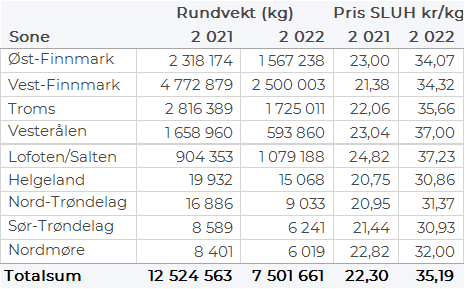 Rundvekt (kg) Pris SLUH kr/kg
Sone 2 021 2 022 2 021 2 022
Øst-Finnmark 2 318 174 1 567 238 23,00 34,07
Vest-Finnmark 4 772 879 2 500 003 21,38 34,32
Troms 2 816 389 1 725 011 22,06 35,66
Vesterålen 1 658 960 593 860 23,04 37,00
Lofoten/Salten 904 353 1 079 188 24,82 37,23
Helgeland 19 932 15 068 20,75 30,86
Nord-Trøndelag 16 886 9 033 20,95 31,37
Sør-Trøndelag 8 589 6 241 21,44 30,93
Nordmøre 8 401 6 019 22,82 32,00
Totalsum 12 524 563 7 501 661 22,30 35,19